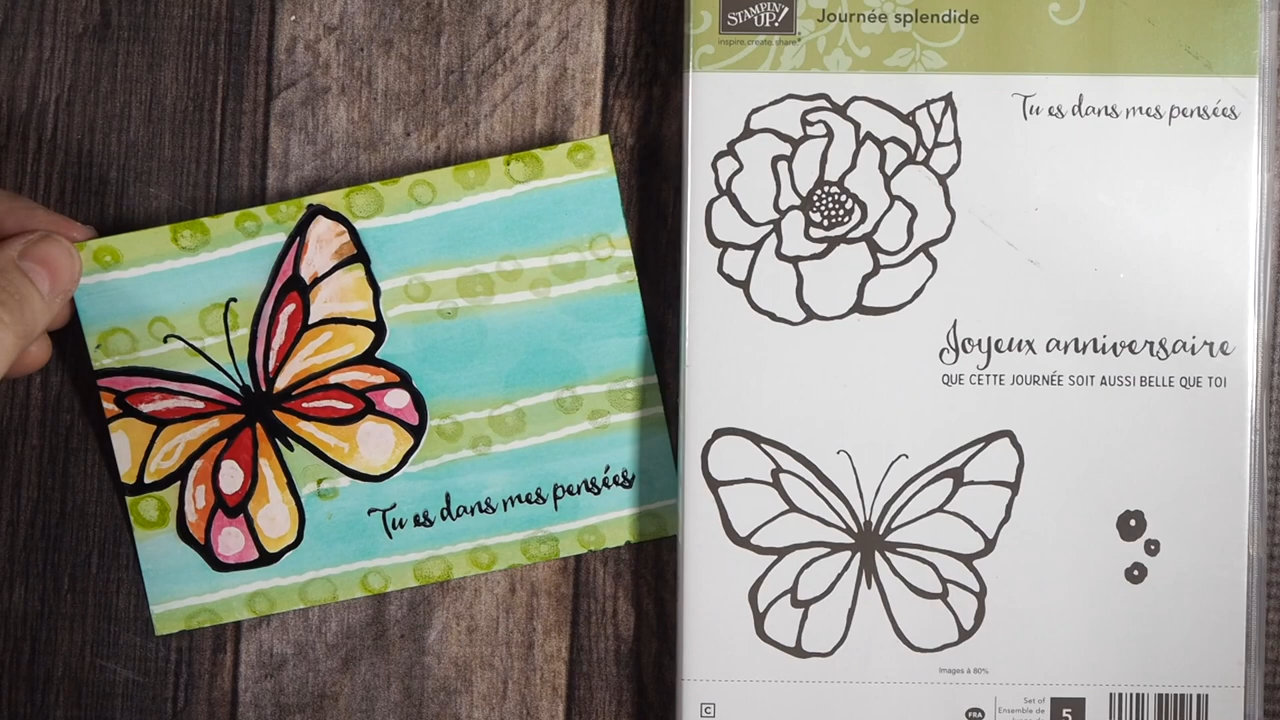 STAMPIN' UP!
inspire.create.share.
Journée splendide
Tu es dans mes pensées
Joyeux anniversaire
QUE CETTE JOURNÉE SOIT AUSSI BELLE QUE TOI
Tu es dans mes pensées
Images à 80%
C
FRA
Set of
Ensemble de
5